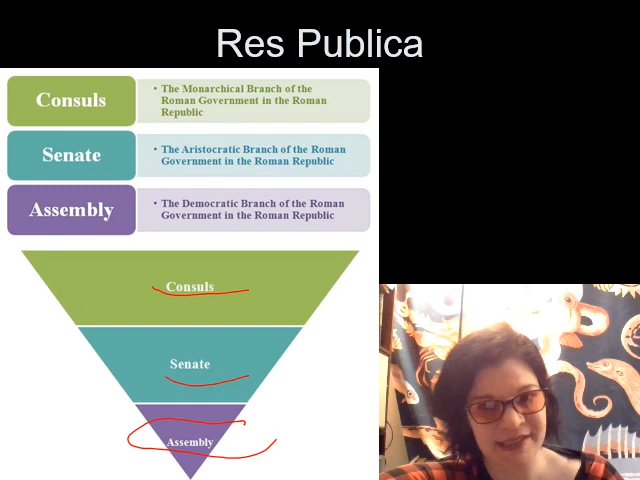 Res Publica
Consuls
• The Monarchical Branch of the
Roman Government in the Roman
Republic
Senate
• The Aristocratic Branch of the Roman
Government in the Roman Republic
Assembly
• The Democratic Branch of the Roman
Government in the Roman Republic
Consuls
Senate
Assembly